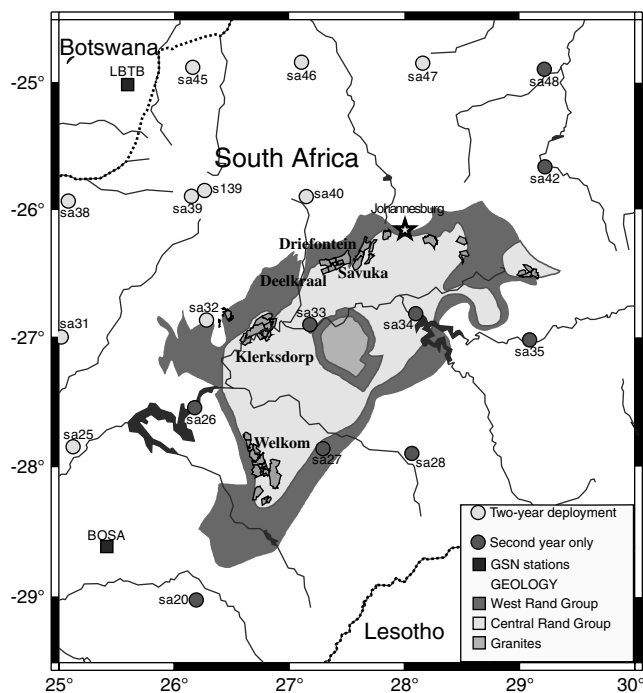 -25°
-26°
-27°
-28°
-29°
25°
26°
27°
28°
29°
30°
Botswana
LBTB
sa45
sa46
sa47
sa48
South Africa
sa42
s139
sa38
sa39
sa40
Johannesburg
Driefontein
Savuka
Deelkraal
sa32
sa33
sa34
sa31
sa35
Klerksdorp
sa26
sa25
Welkom
sa27
sa28
BOSA
sa20
Lesotho
Two-year deployment
Second year only
GSN stations
GEOLOGY
West Rand Group
Central Rand Group
Granites